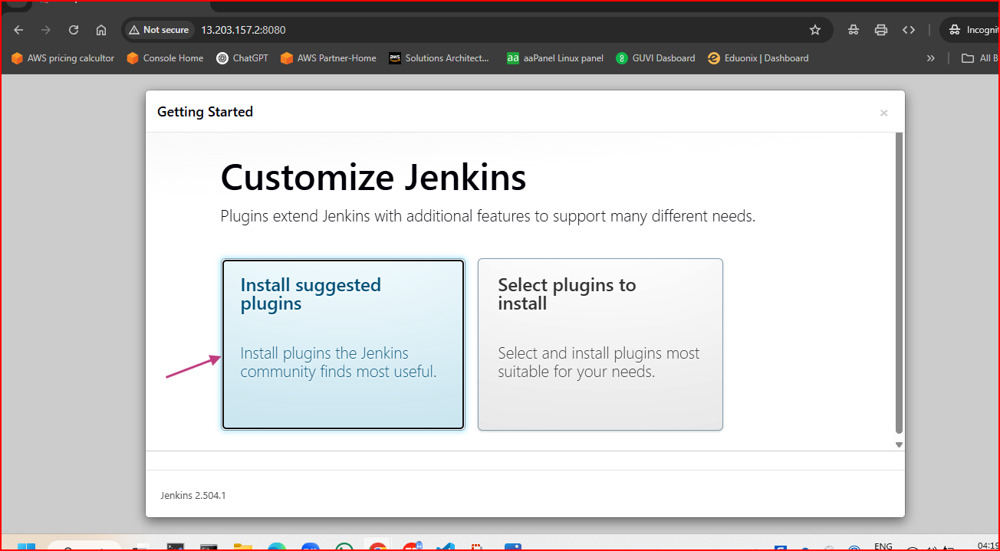 Not secure 13.203.157.2:8080
AWS pricing calcultor Console Home ChatGPT AWS Partner-Home aws Solutions Architect... aa aaPanel Linux panel GUVI Dasboard Eduonix | Dashboard » All B
Getting Started ×
Customize Jenkins
Plugins extend Jenkins with additional features to support many different needs.
Install suggested
plugins
Install plugins the Jenkins
community finds most useful.
Select plugins to
install
Select and install plugins most
suitable for your needs.
Jenkins 2.504.1
ENG
04:19